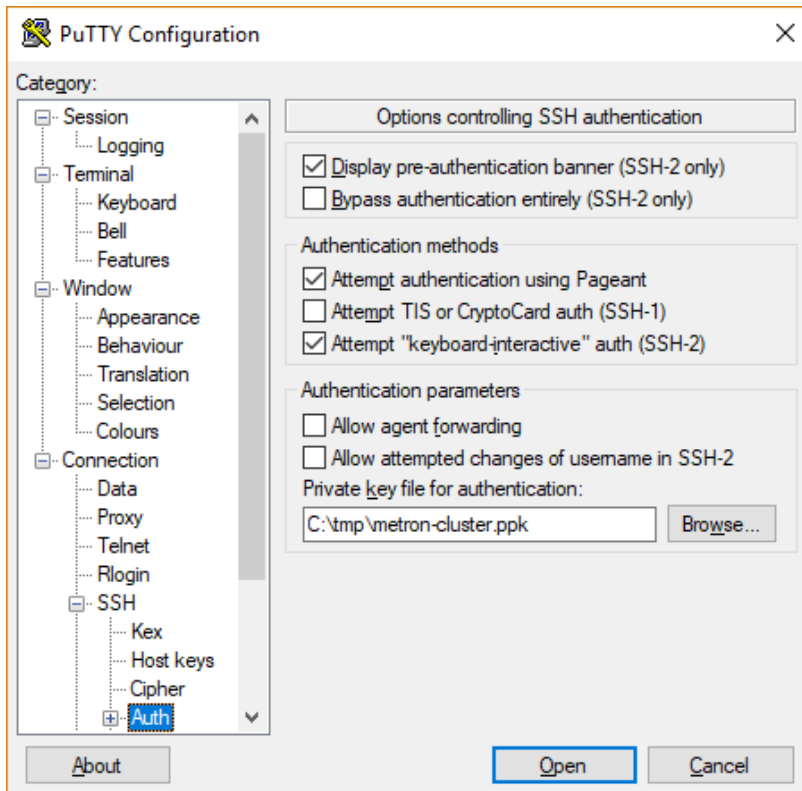 PuTTY Configuration
Category:
Session
Logging
Terminal
Keyboard
Bell
Features
Window
Appearance
Behaviour
Translation
Selection
Colours
Connection
Data
Proxy
Telnet
Rlogin
SSH
Kex
Host keys
Cipher
Auth
Options controlling SSH authentication
Display pre-authentication banner (SSH-2 only)
Bypass authentication entirely (SSH-2 only)
Authentication methods
Attempt authentication using Pageant
Attempt TIS or CryptoCard auth (SSH-1)
Attempt "keyboard-interactive" auth (SSH-2)
Authentication parameters
Allow agent forwarding
Allow attempted changes of username in SSH-2
Private key file for authentication:
C:\tmp\metron-cluster.ppk
Browse...
About
Open
Cancel